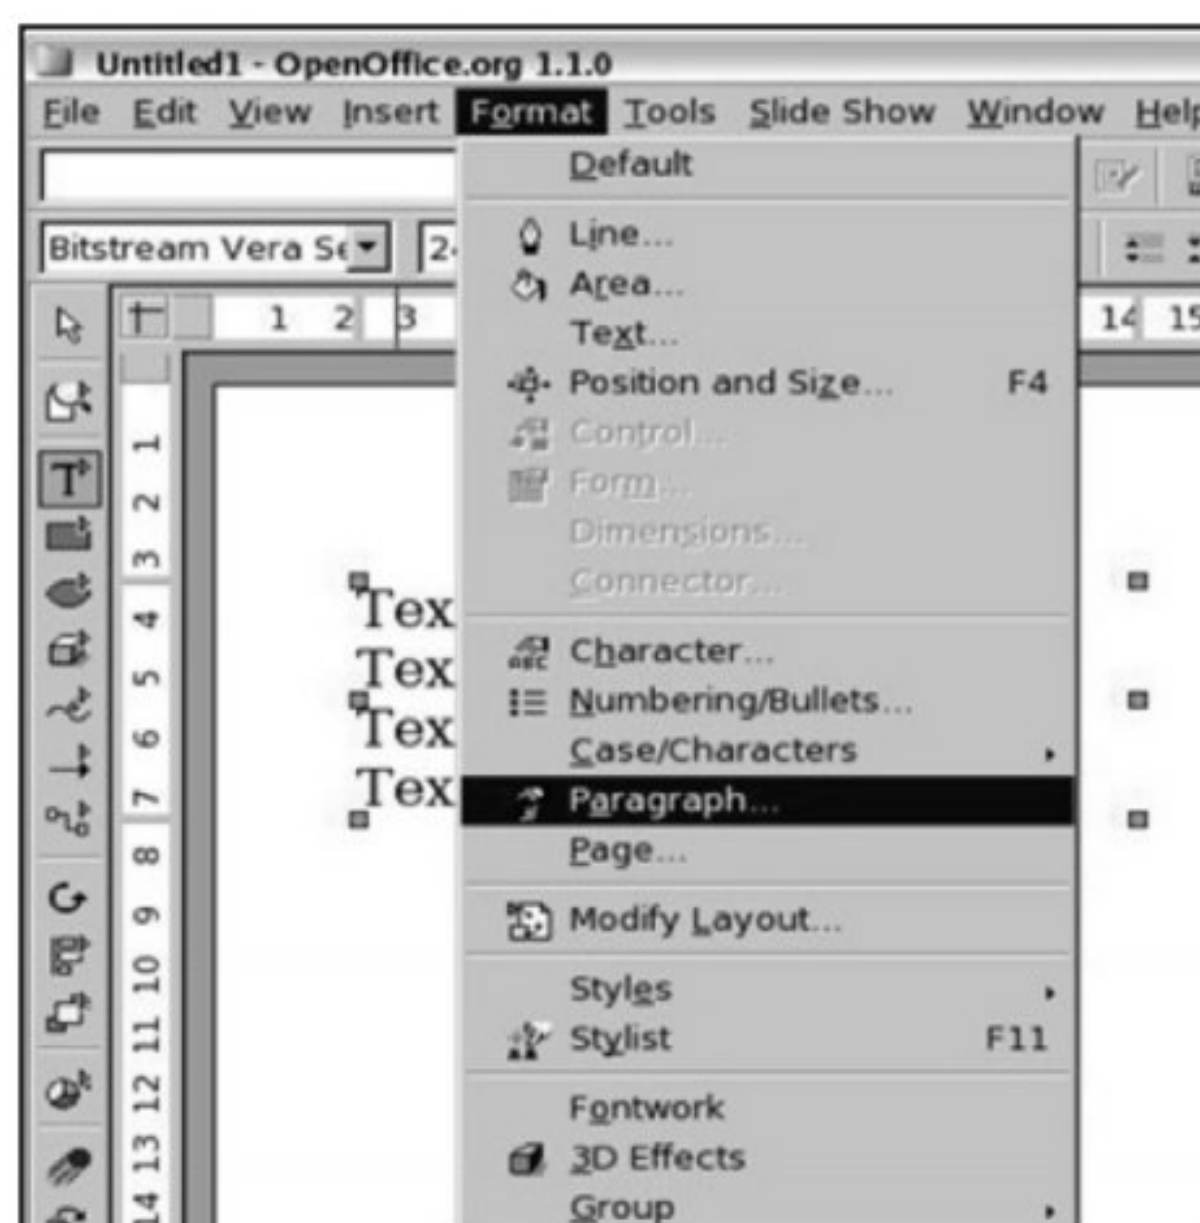 Untitled1 - OpenOffice.org 1.1.0
File Edit View Insert Format Tools Slide Show Window Help
Default
Bitstream Vera Se 24
Line...
Area...
1 2 3 14 15
Text...
Position and Size... F4
Control...
Form...
Dimensions...
Connector...
1
2
3
4
5
6
7
8
9
10
11
12
13
14
Tex
Tex
Tex
Tex
Character...
Numbering/Bullets...
Case/Characters
Paragraph...
Page...
Modify Layout...
Styles
Stylist F11
Fontwork
3D Effects
Group